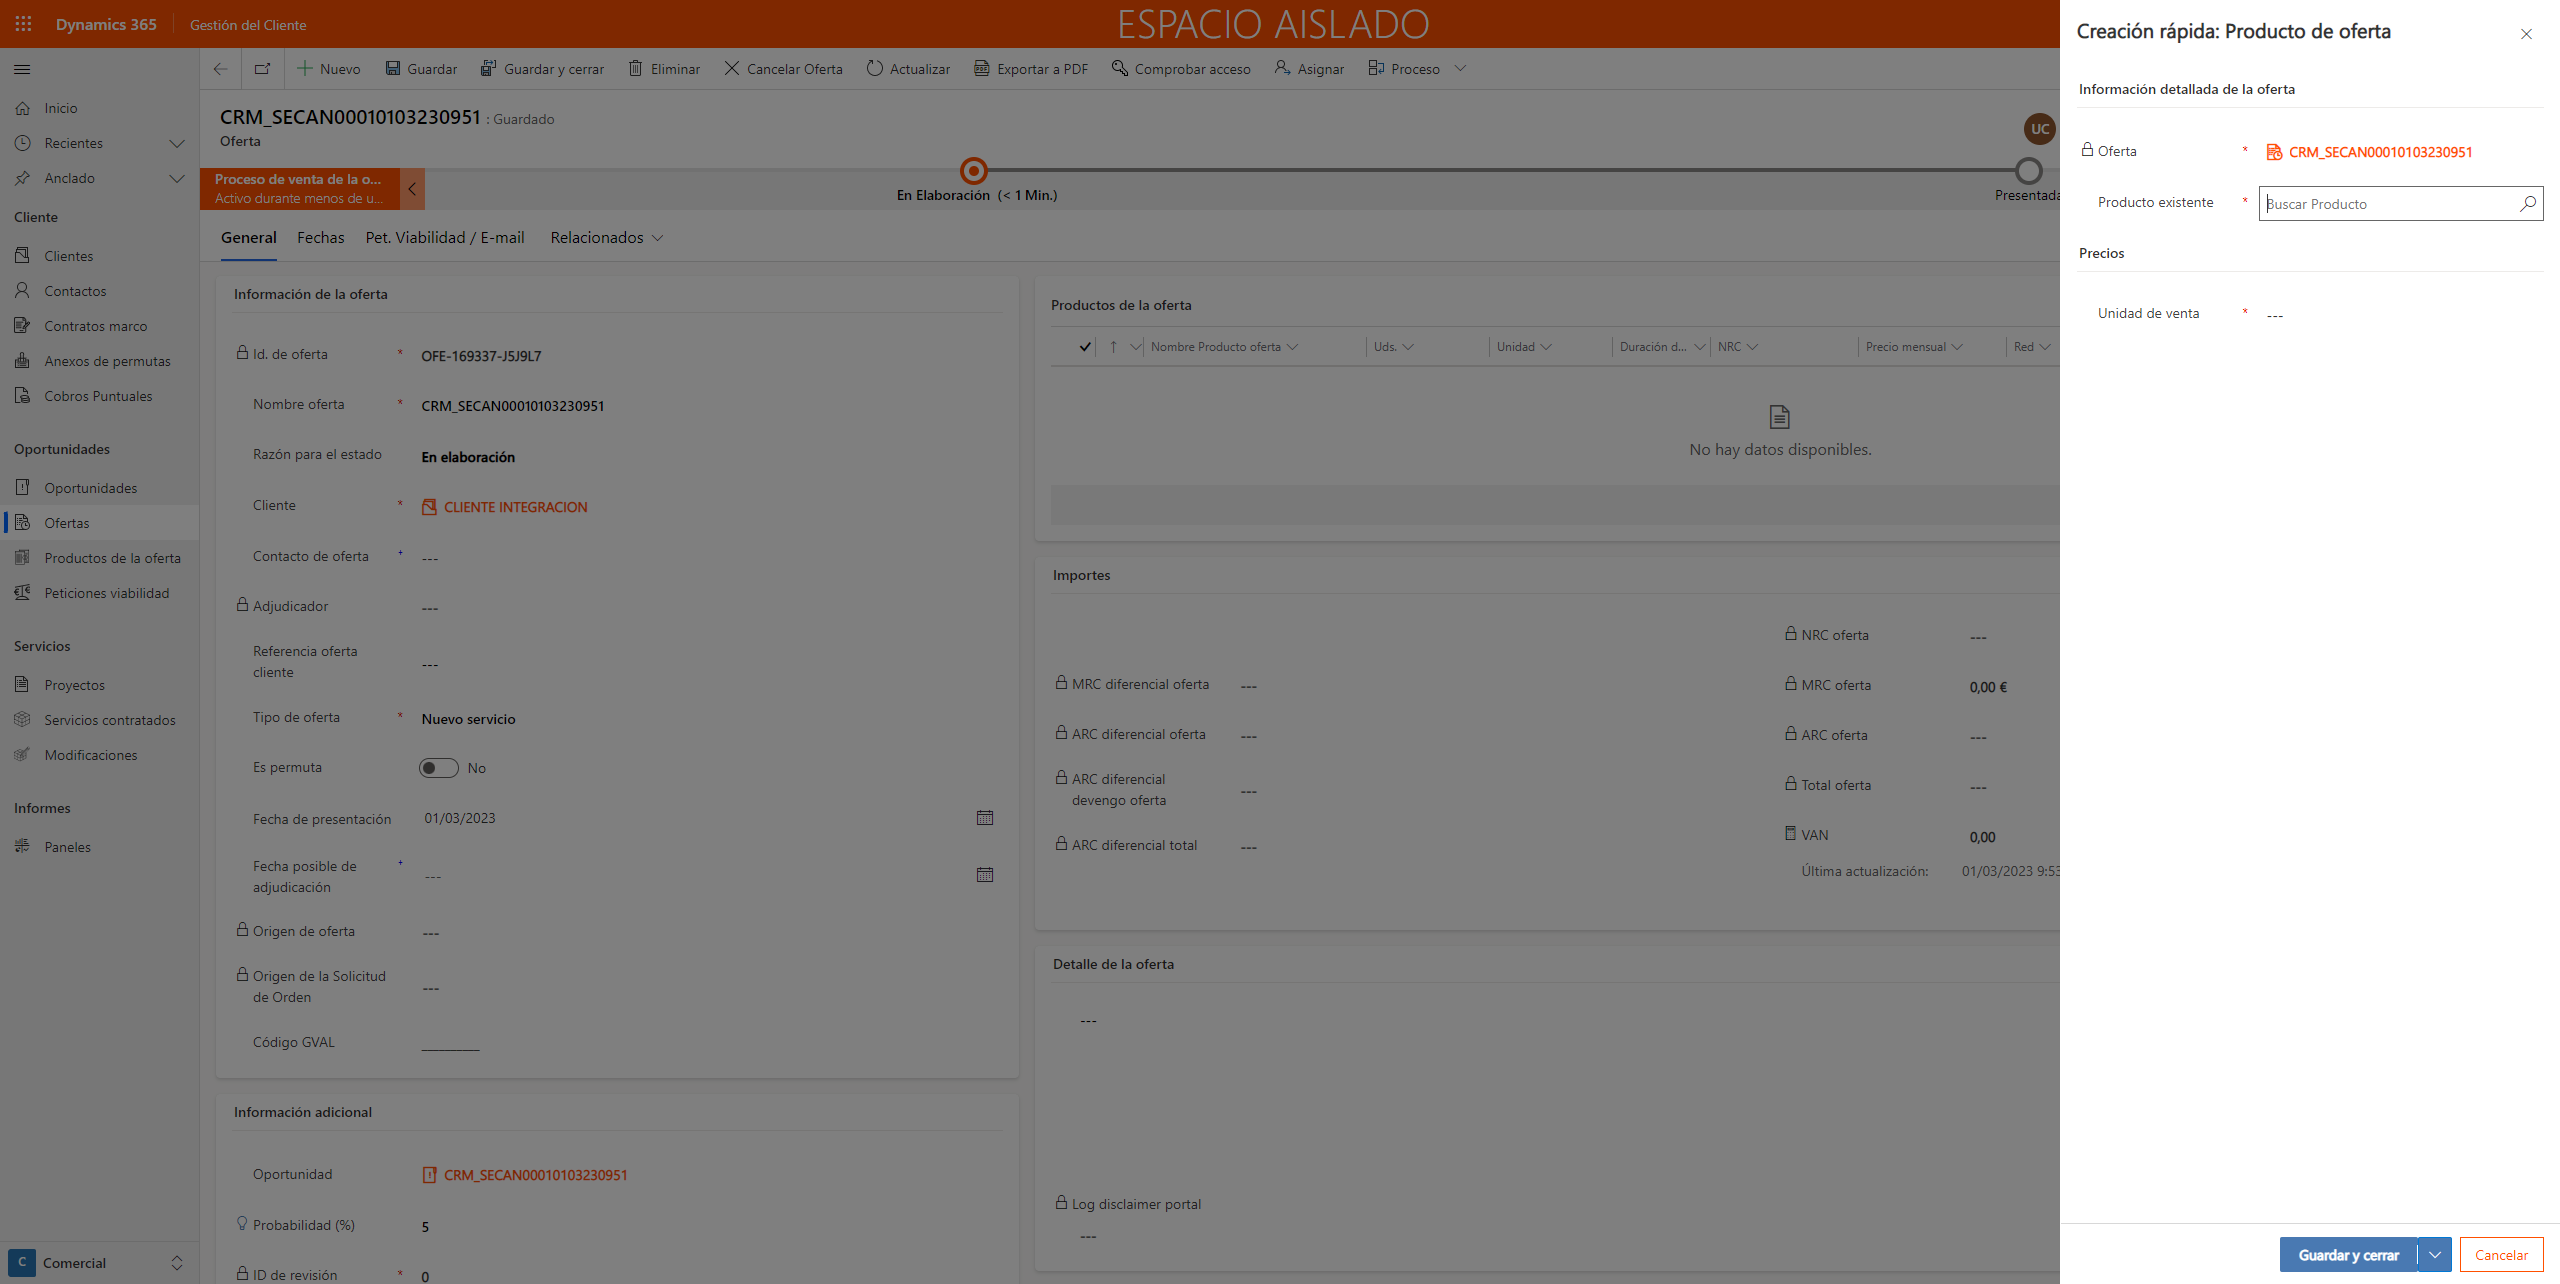 Dynamics 365
Gestión del Cliente
ESPACIO AISLADO
Nuevo
Guardar
Guardar y cerrar
Eliminar
Cancelar Oferta
Actualizar
Exportar a PDF
Comprobar acceso
Asignar
Proceso
Inicio
Recientes
Anclado
Cliente
Clientes
Contactos
Contratos marco
Anexos de permutas
Cobros Puntuales
Oportunidades
Oportunidades
Ofertas
Productos de la oferta
Peticiones viabilidad
Servicios
Proyectos
Servicios contratados
Modificaciones
Informes
Paneles
C Comercial
CRM_SECAN00010103230951 : Guardado
Oferta
UC
Proceso de venta de la o...
Activo durante menos de u...
En Elaboración (< 1 Min.)
Presentada
General
Fechas
Pet. Viabilidad / E-mail
Relacionados
Información de la oferta
Id. de oferta * OFE-169337-J5J9L7
Nombre oferta * CRM_SECAN00010103230951
Razón para el estado En elaboración
Cliente * CLIENTE INTEGRACION
Contacto de oferta + ---
Adjudicador ---
Referencia oferta
cliente ---
Tipo de oferta * Nuevo servicio
Es permuta No
Fecha de presentación 01/03/2023
Fecha posible de
adjudicación + ---
Origen de oferta ---
Origen de la Solicitud
de Orden ---
Código GVAL
Información adicional
Oportunidad CRM_SECAN00010103230951
Probabilidad (%) 5
ID de revisión * 0
Productos de la oferta
Nombre Producto oferta
Uds.
Unidad
Duración d...
NRC
Precio mensual
Red
No hay datos disponibles.
Importes
NRC oferta ---
MRC diferencial oferta ---
MRC oferta 0,00 €
ARC diferencial oferta ---
ARC oferta ---
ARC diferencial
devengo oferta ---
Total oferta ---
ARC diferencial total ---
VAN 0,00
Última actualización: 01/03/2023 9:53
Detalle de la oferta
---
Log disclaimer portal
---
Creación rápida: Producto de oferta
Información detallada de la oferta
Oferta * CRM_SECAN00010103230951
Producto existente * Buscar Producto
Precios
Unidad de venta * ---
Guardar y cerrar
Cancelar